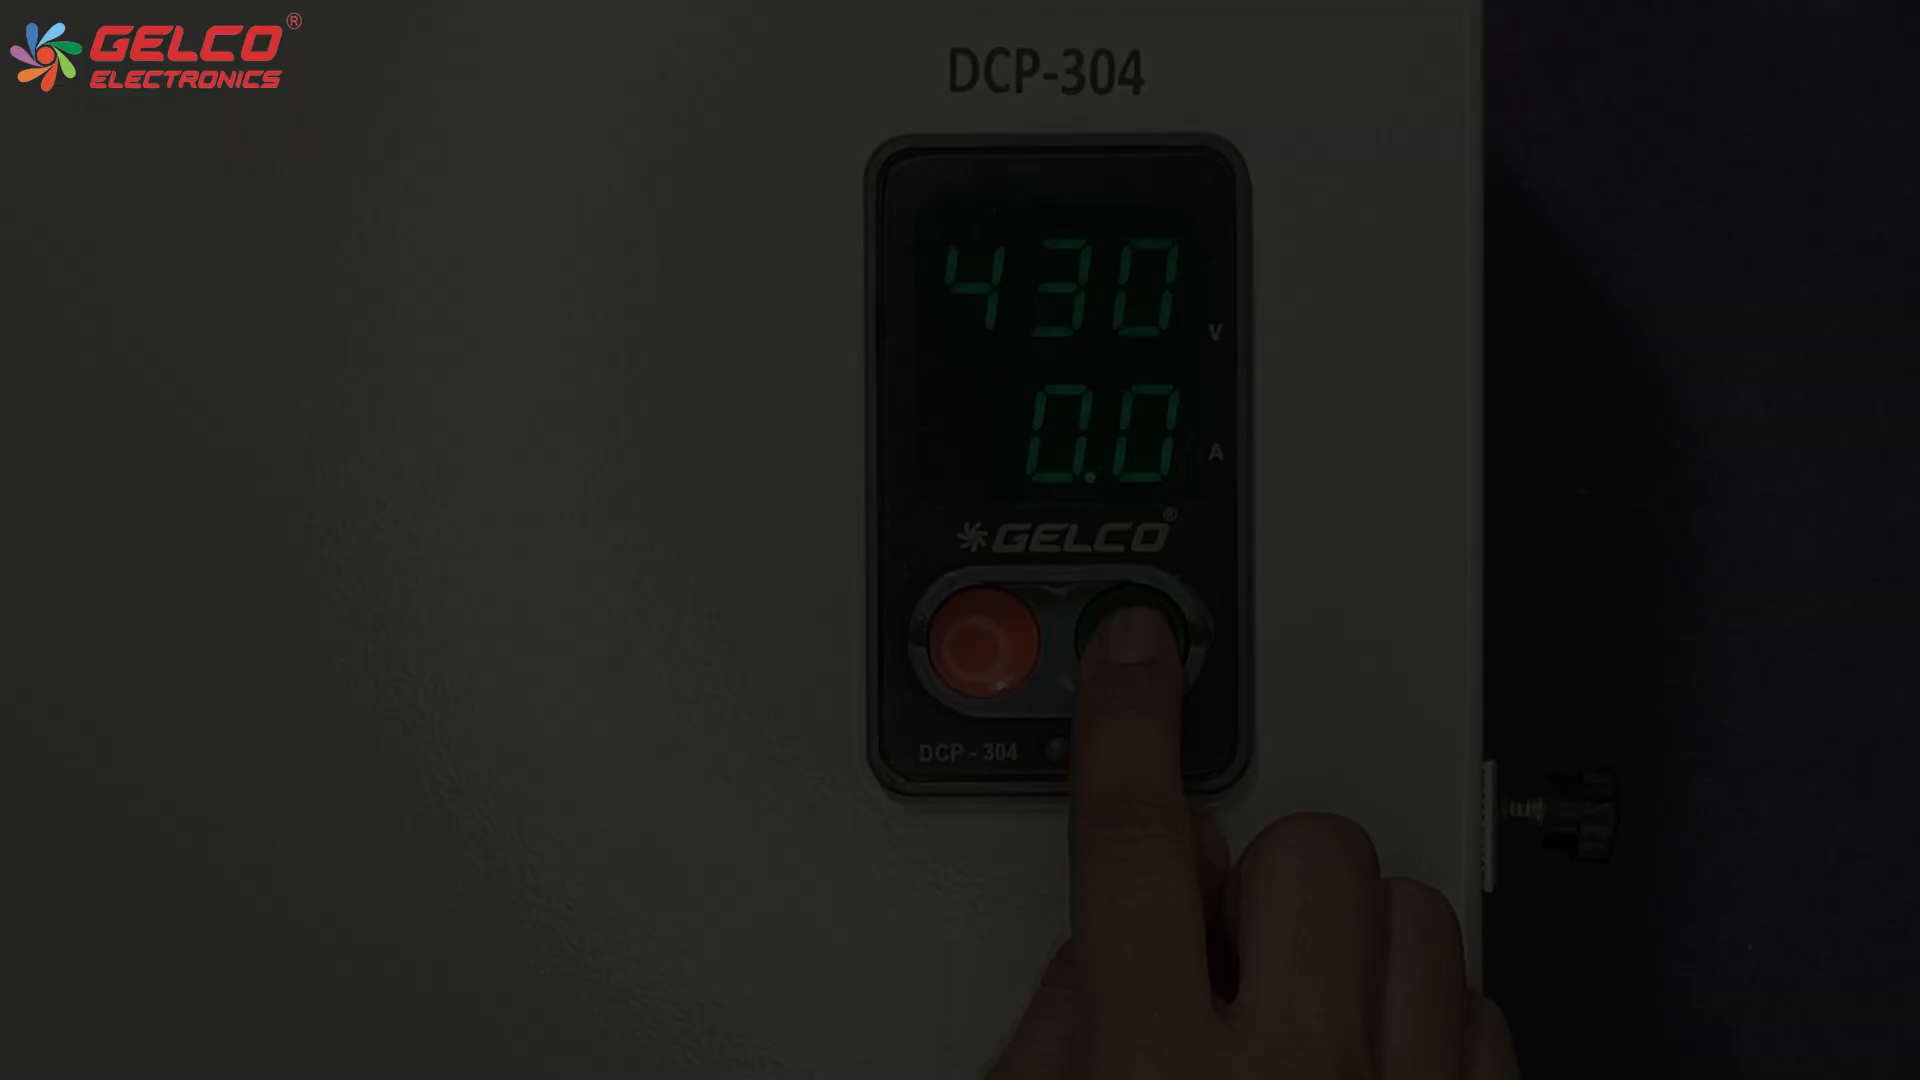 GELCO®
ELECTRONICS
DCP-304
430
V
0.0
A
GELCO®
DCP - 304